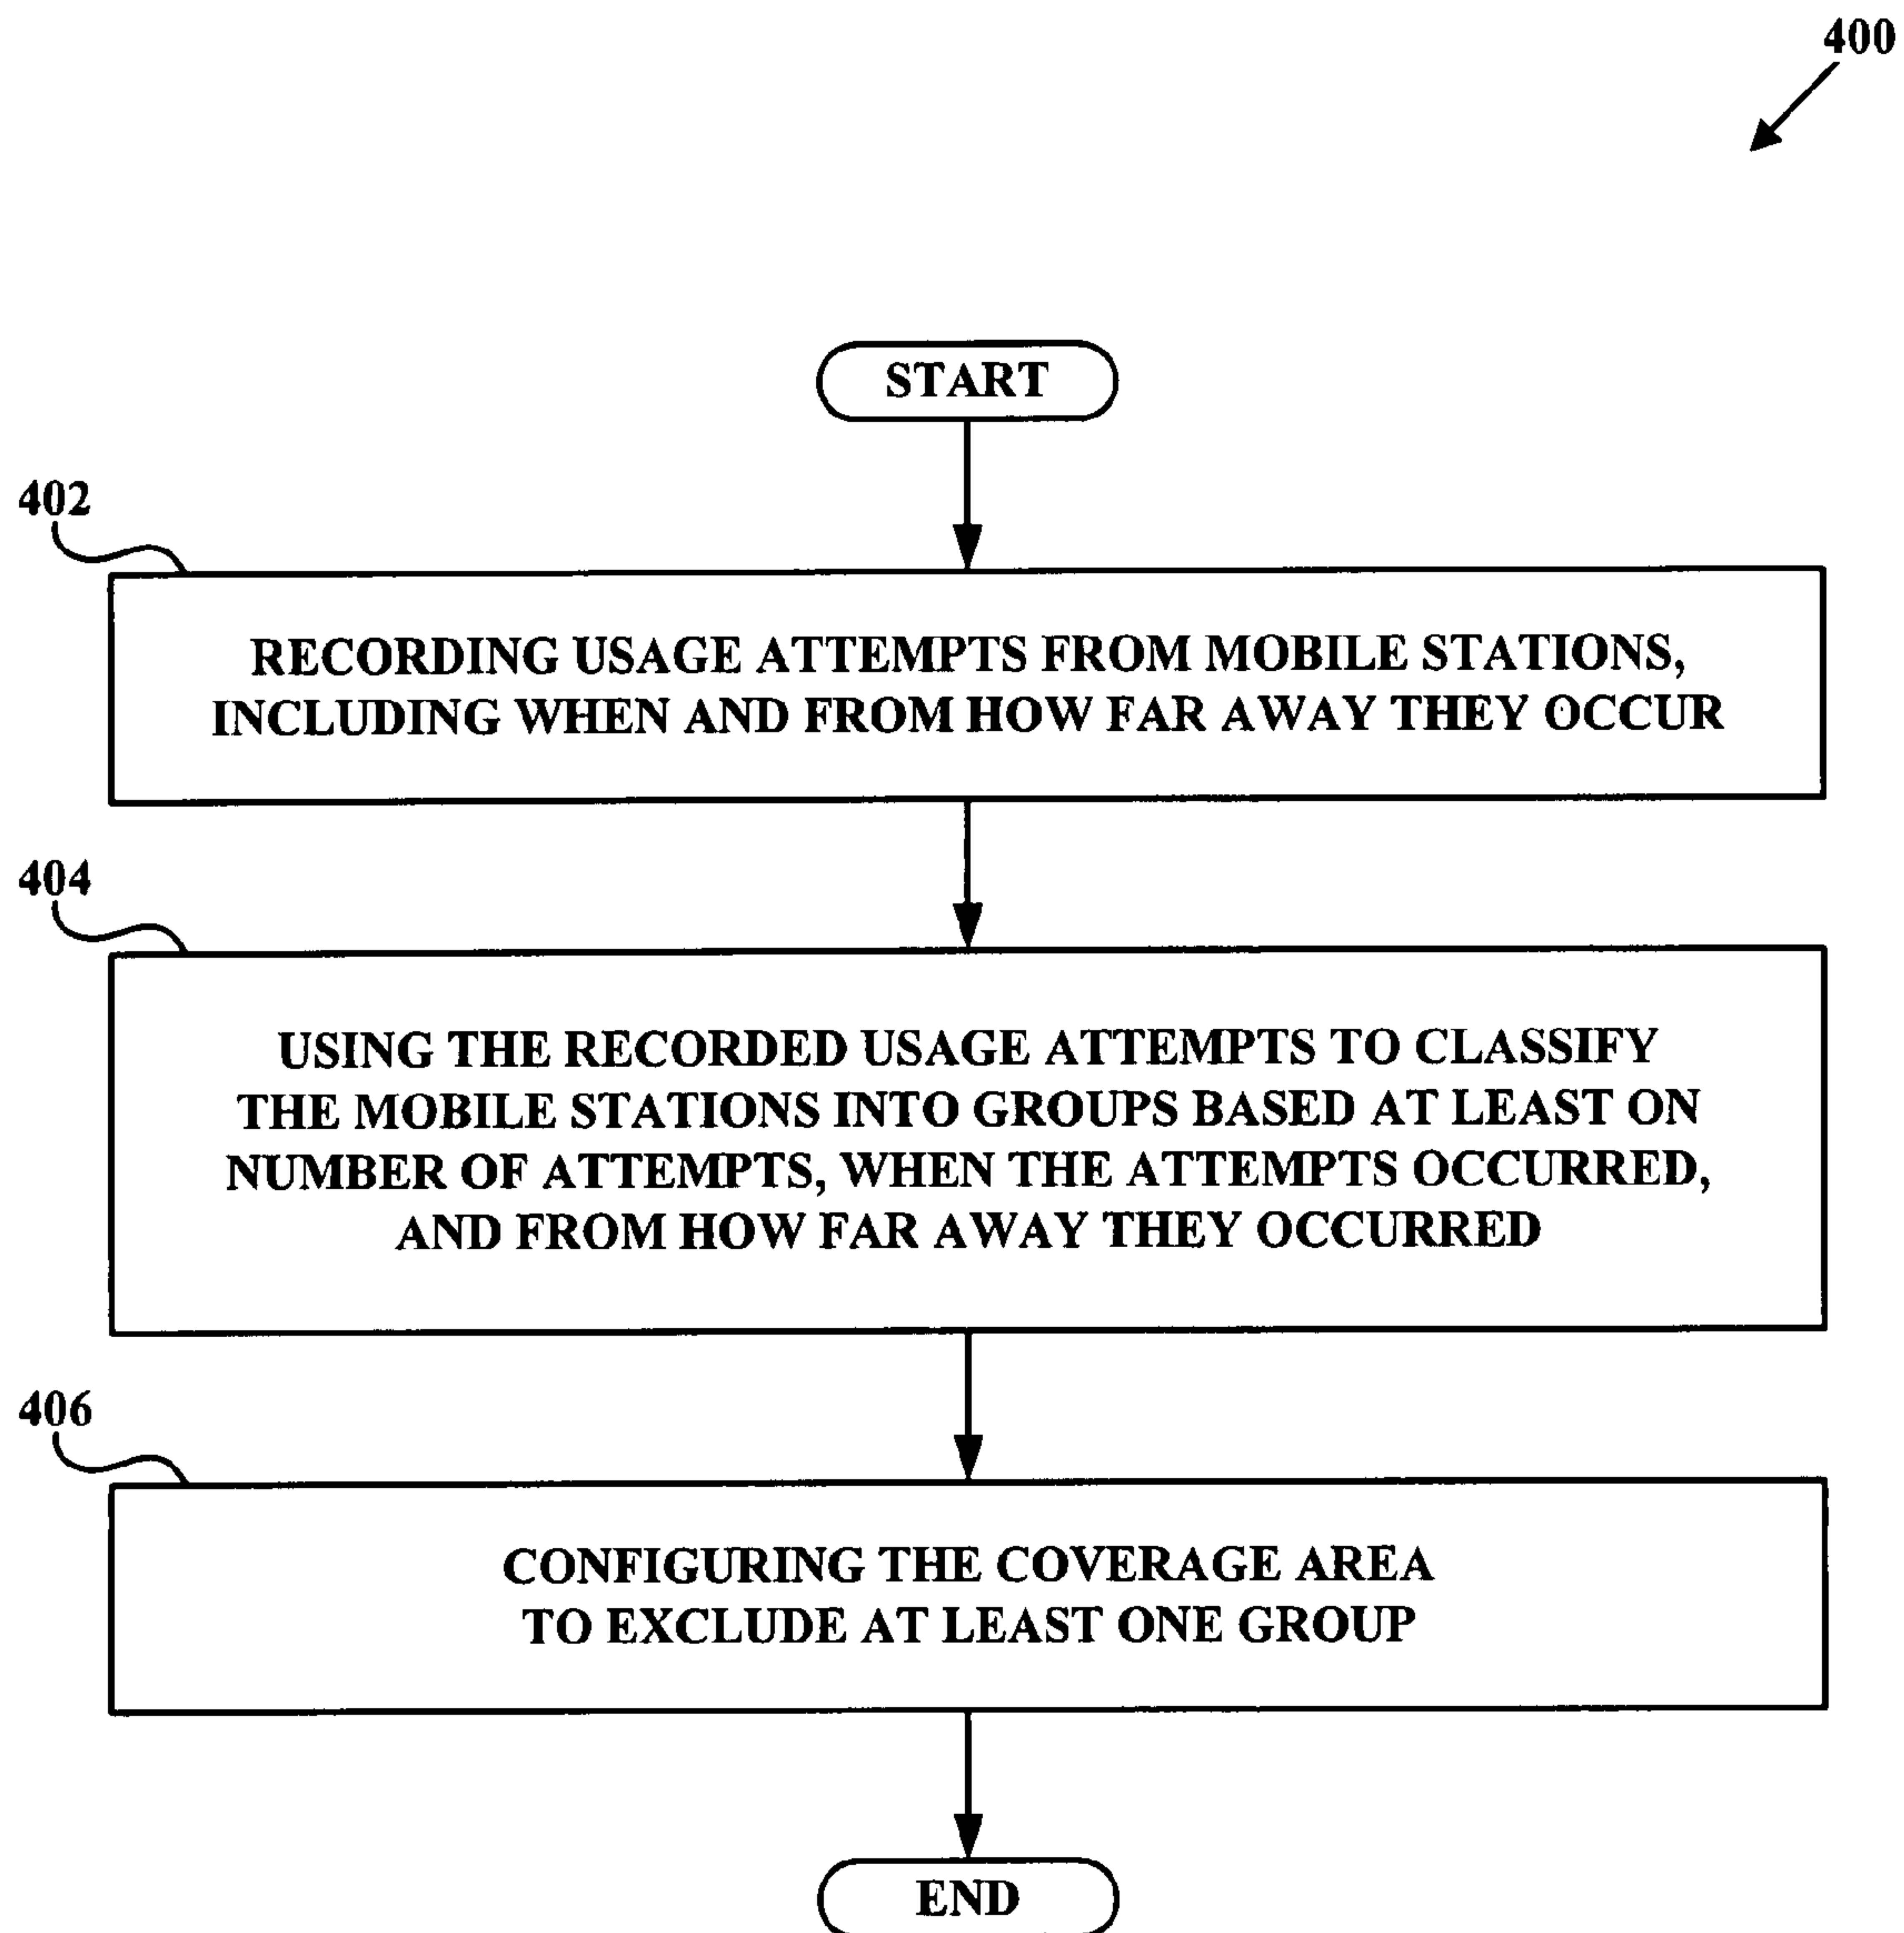 400
START
402
RECORDING USAGE ATTEMPTS FROM MOBILE STATIONS,
INCLUDING WHEN AND FROM HOW FAR AWAY THEY OCCUR
404
USING THE RECORDED USAGE ATTEMPTS TO CLASSIFY
THE MOBILE STATIONS INTO GROUPS BASED AT LEAST ON
NUMBER OF ATTEMPTS, WHEN THE ATTEMPTS OCCURRED,
AND FROM HOW FAR AWAY THEY OCCURRED
406
CONFIGURING THE COVERAGE AREA
TO EXCLUDE AT LEAST ONE GROUP
END